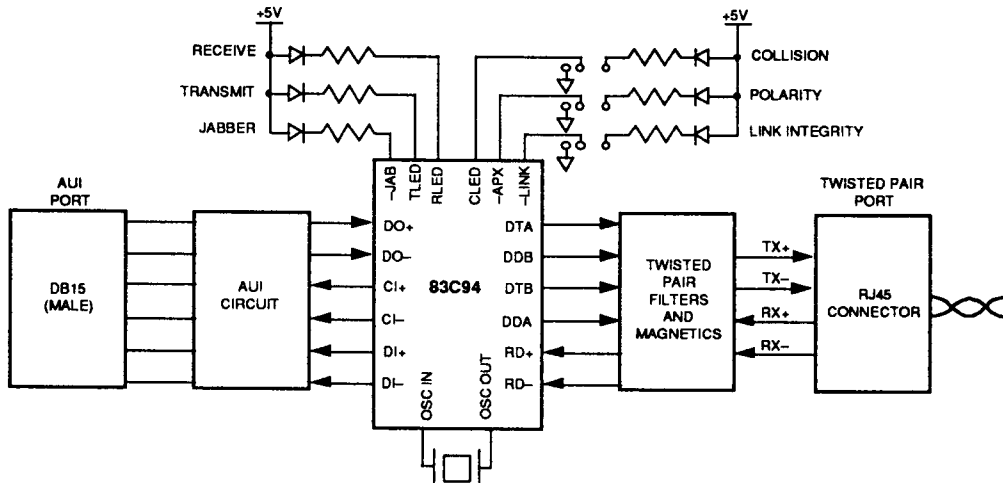 +5V
+5V
RECEIVE
COLLISION
TRANSMIT
POLARITY
JABBER
LINK INTEGRITY
–JAB
TLED
RLED
CLED
–APX
–LINK
AUI
PORT
TWISTED PAIR
PORT
DB15
(MALE)
AUI
CIRCUIT
DO+
DO–
CI+
CI–
DI+
DI–
83C94
OSC IN
OSC OUT
DTA
DDB
DTB
DDA
RD+
RD–
TWISTED
PAIR
FILTERS
AND
MAGNETICS
TX+
TX–
RX+
RX–
RJ45
CONNECTOR